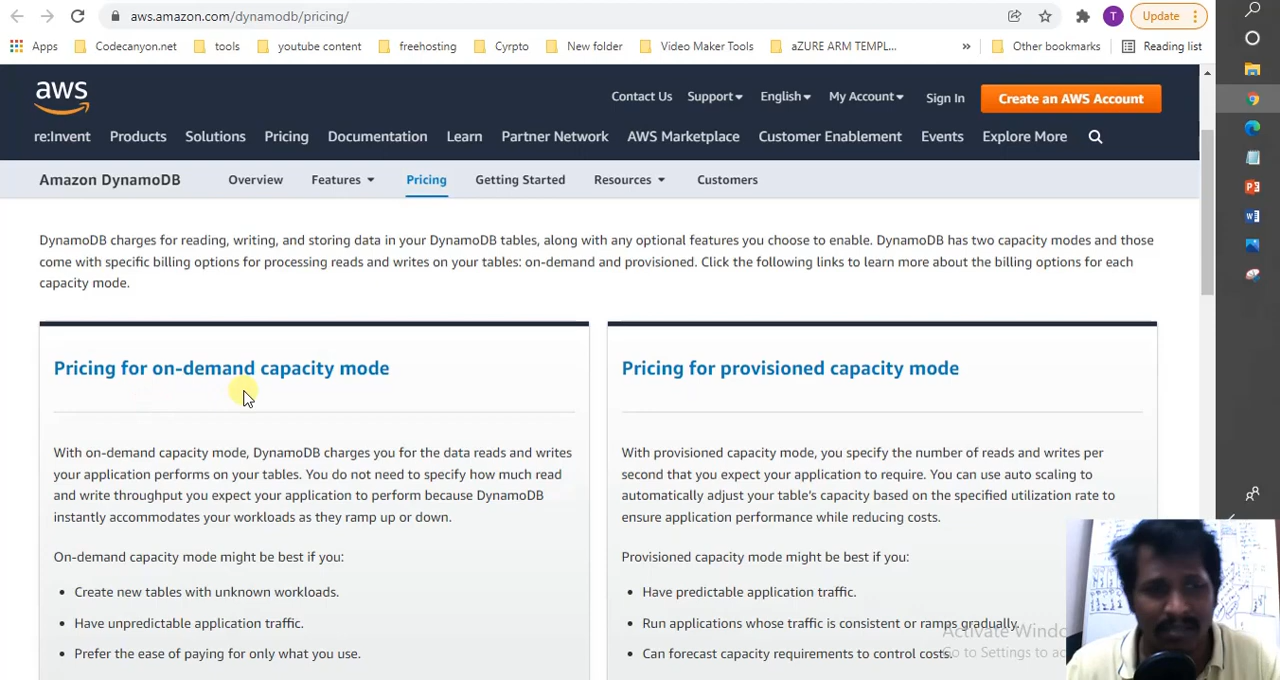 aws.amazon.com/dynamodb/pricing/
T
Update
Apps
Codecanyon.net
tools
youtube content
freehosting
Cyrpto
New folder
Video Maker Tools
aZURE ARM TEMPL...
»
Other bookmarks
Reading list
aws
Contact Us
Support
English
My Account
Sign In
Create an AWS Account
re:Invent
Products
Solutions
Pricing
Documentation
Learn
Partner Network
AWS Marketplace
Customer Enablement
Events
Explore More
Amazon DynamoDB
Overview
Features
Pricing
Getting Started
Resources
Customers
DynamoDB charges for reading, writing, and storing data in your DynamoDB tables, along with any optional features you choose to enable. DynamoDB has two capacity modes and those
come with specific billing options for processing reads and writes on your tables: on-demand and provisioned. Click the following links to learn more about the billing options for each
capacity mode.
Pricing for on-demand capacity mode
With on-demand capacity mode, DynamoDB charges you for the data reads and writes
your application performs on your tables. You do not need to specify how much read
and write throughput you expect your application to perform because DynamoDB
instantly accommodates your workloads as they ramp up or down.
On-demand capacity mode might be best if you:
• Create new tables with unknown workloads.
• Have unpredictable application traffic.
• Prefer the ease of paying for only what you use.
Pricing for provisioned capacity mode
With provisioned capacity mode, you specify the number of reads and writes per
second that you expect your application to require. You can use auto scaling to
automatically adjust your table's capacity based on the specified utilization rate to
ensure application performance while reducing costs.
Provisioned capacity mode might be best if you:
• Have predictable application traffic.
• Run applications whose traffic is consistent or ramps gradually.
• Can forecast capacity requirements to control costs.
Activate Windo
Go to Settings to ac